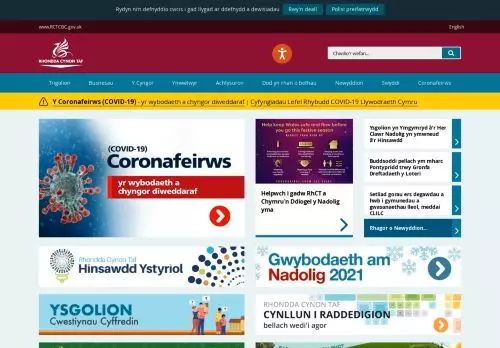 Rydyn ni'n defnyddio cwcis i gad llygad ar ddefnydd a dewisiadau
Bwy'n deall
Polisi preifatrwydd
www.RCTCBC.gov.uk
English
RHONDDA CYNON TAF
Chwilio'r wefan...
Trigolion
Busnesau
Y Cyngor
Ymwelwyr
Achlysuron
Dod yn rhan o bethau
Newyddion
Swyddi
Coronafeirws
Y Coronafeirws (COVID-19) - yr wybodaeth a chyngor diweddaraf | Cyfyngiadau Lefel Rhybudd COVID-19 Llywodraeth Cymru
(COVID-19)
Coronafeirws
yr wybodaeth a
chyngor diweddaraf
Help keep Wales safe and flow before
you go this festive season
Helpwch i gadw RhCT a
Chymru'n Ddiogel y Nadolig
yma
Ysgolion yn Ymgymryd â'r Her
Claer Nadolig yn ymwneud
â'r Hinsawdd
Buddsoddi pellach ym mharc
Pontypridd trwy Gronfa
Dreftadaeth y Loteri
Setliad gorau ers degawdau a
hwb i gymunedau a
gwasanaethau lleol, meddai
CLILC
Rhagor o Newyddion...
Rhondda Cynon Taf
Hinsawdd Ystyriol
Gwybodaeth am
Nadolig 2021
YSGOLION
Cwestiynau Cyffredin
RHONDDA CYNON TAF
CYNLLUN I RADDEDIGION
bellach wedi'i agor